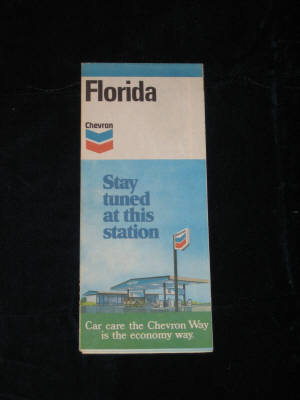 Florida
Chevron
Stay
tuned
at this
station
Car care the Chevron Way
is the economy way.